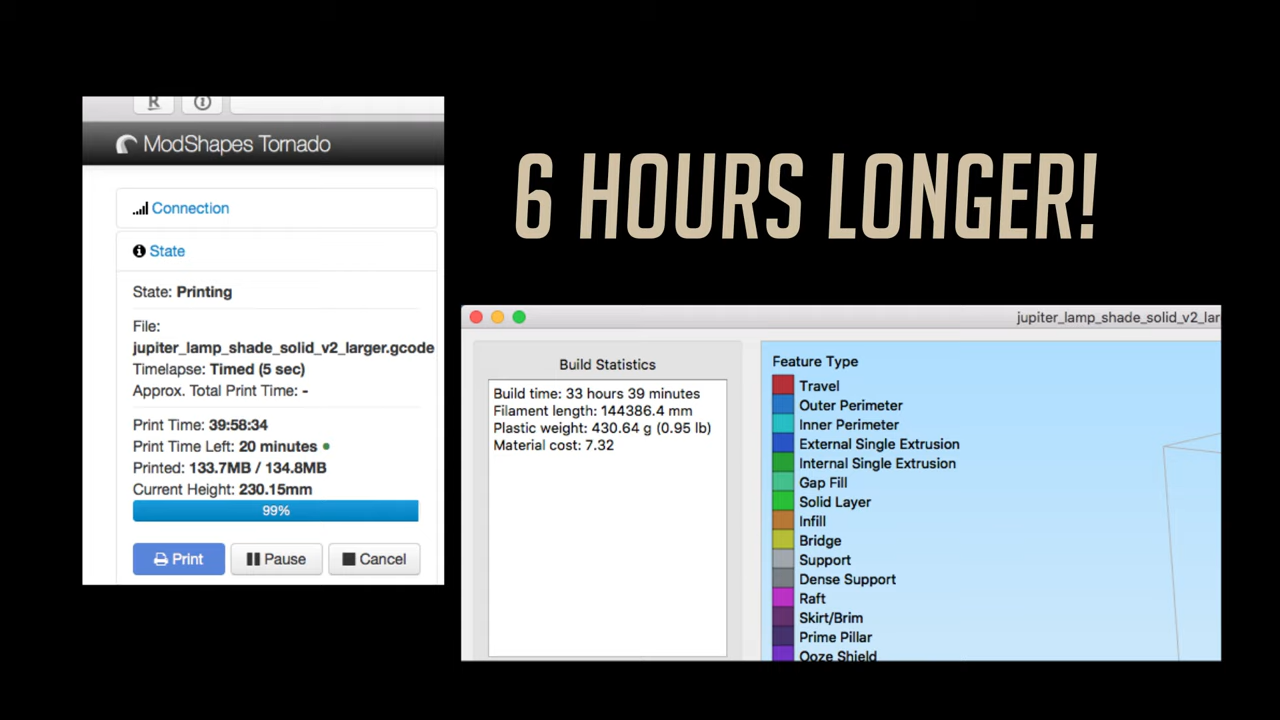 R
ModShapes Tornado
Connection
State
State: Printing
File:
jupiter_lamp_shade_solid_v2_larger.gcode
Timelapse: Timed (5 sec)
Approx. Total Print Time: -
Print Time: 39:58:34
Print Time Left: 20 minutes
Printed: 133.7MB / 134.8MB
Current Height: 230.15mm
99%
Print
Pause
Cancel
6 HOURS LONGER!
jupiter_lamp_shade_solid_v2_lar
Build Statistics
Build time: 33 hours 39 minutes
Filament length: 144386.4 mm
Plastic weight: 430.64 g (0.95 lb)
Material cost: 7.32
Feature Type
Travel
Outer Perimeter
Inner Perimeter
External Single Extrusion
Internal Single Extrusion
Gap Fill
Solid Layer
Infill
Bridge
Support
Dense Support
Raft
Skirt/Brim
Prime Pillar
Ooze Shield